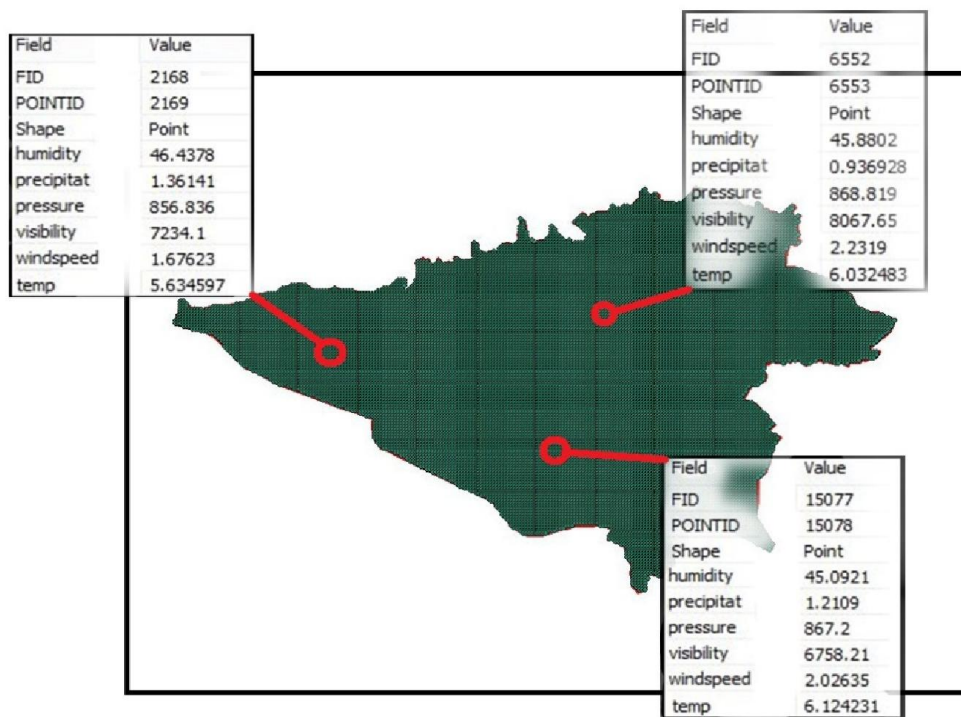 Field Value
FID 2168
POINTID 2169
Shape Point
humidity 46.4378
precipitat 1.36141
pressure 856.836
visibility 7234.1
windspeed 1.67623
temp 5.634597
Field Value
FID 6552
POINTID 6553
Shape Point
humidity 45.8802
precipitat 0.936928
pressure 868.819
visibility 8067.65
windspeed 2.2319
temp 6.032483
Field Value
FID 15077
POINTID 15078
Shape Point
humidity 45.0921
precipitat 1.2109
pressure 867.2
visibility 6758.21
windspeed 2.02635
temp 6.124231